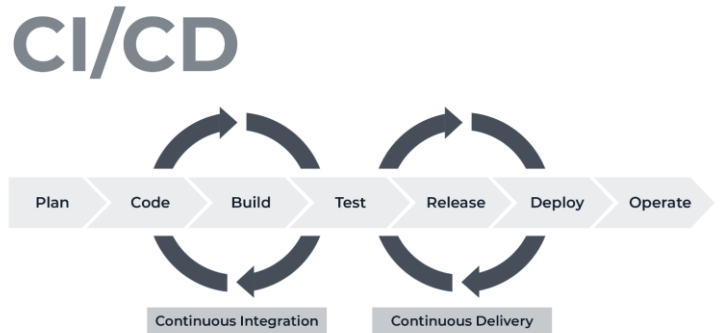 CI/CD
Plan Code Build Test Release Deploy Operate
Continuous Integration Continuous Delivery